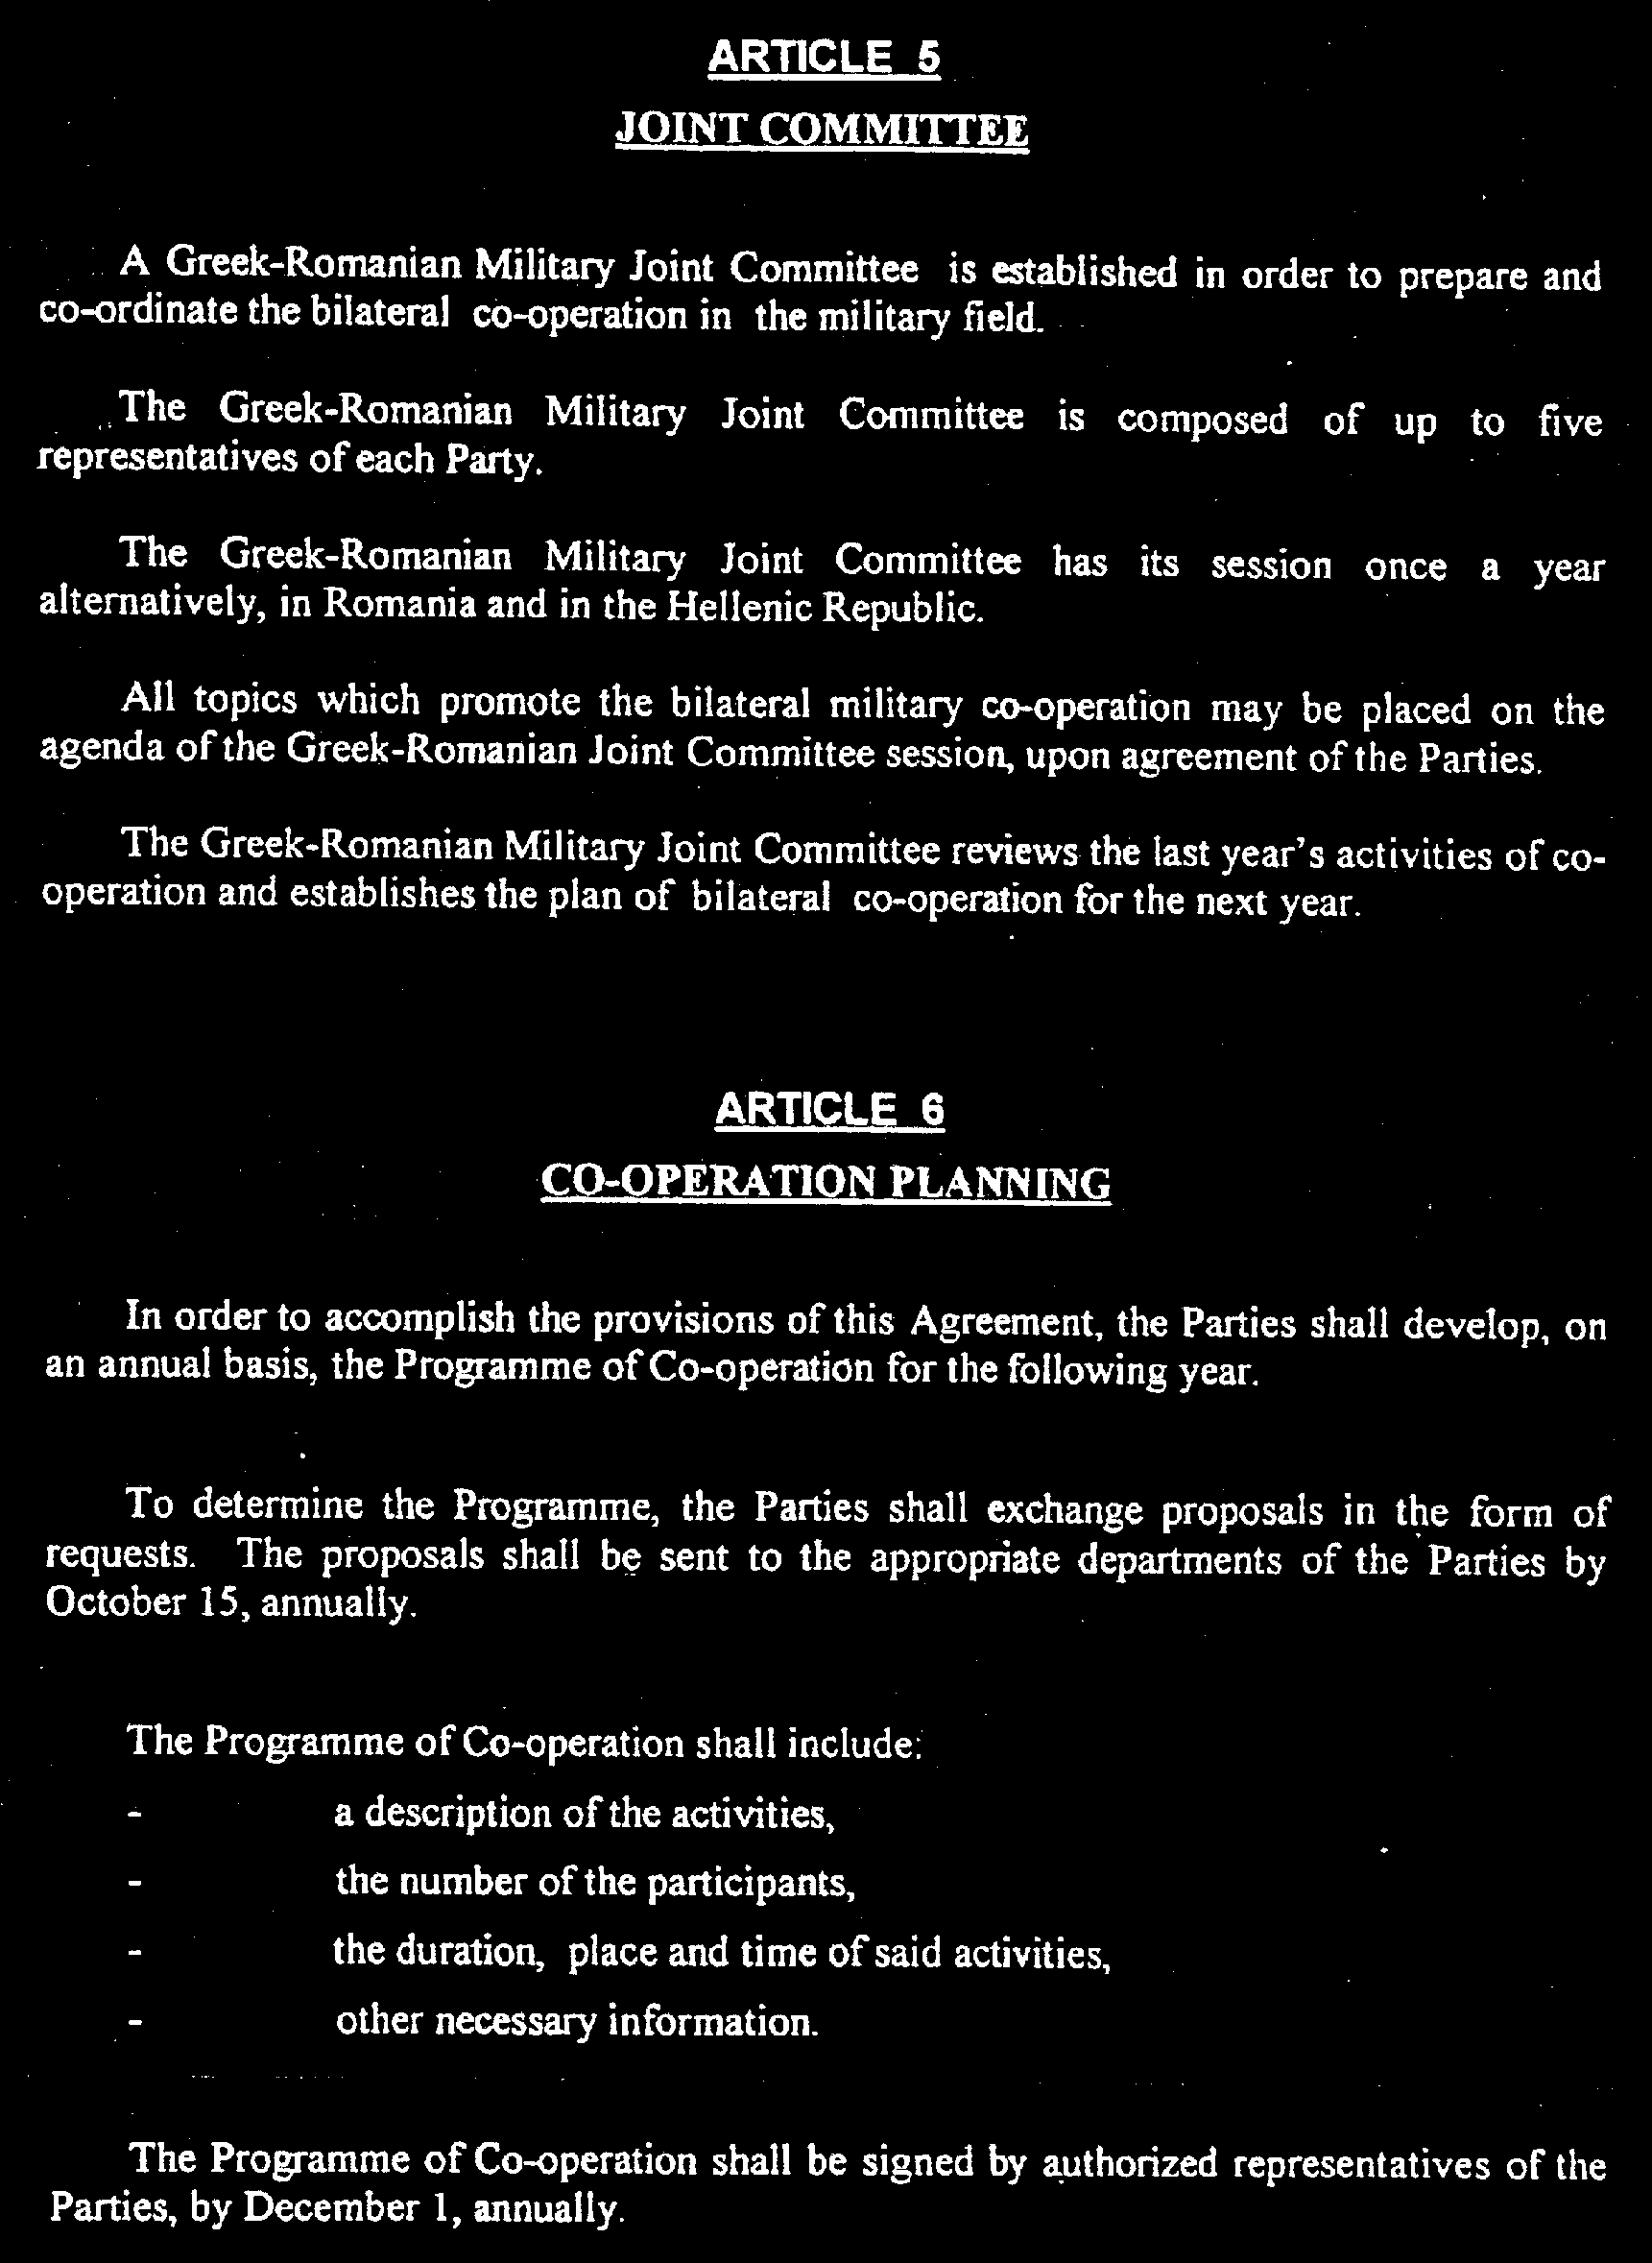 ARTICLE 5
JOINT COMMITTEE
A Greek-Romanian Military Joint Committee is established in order to prepare and
co-ordinate the bilateral co-operation in the military field.
The Greek-Romanian Military Joint Committee is composed of up to five
representatives of each Party.
The Greek-Romanian Military Joint Committee has its session once a year
alternatively, in Romania and in the Hellenic Republic.
All topics which promote the bilateral military co-operation may be placed on the
agenda of the Greek-Romanian Joint Committee session, upon agreement of the Parties.
The Greek-Romanian Military Joint Committee reviews the last year's activities of co-
operation and establishes the plan of bilateral co-operation for the next year.
ARTICLE 6
CO-OPERATION PLANNING
In order to accomplish the provisions of this Agreement, the Parties shall develop, on
an annual basis, the Programme of Co-operation for the following year.
To determine the Programme, the Parties shall exchange proposals in the form of
requests. The proposals shall be sent to the appropriate departments of the Parties by
October 15, annually.
The Programme of Co-operation shall include:
- a description of the activities,
- the number of the participants,
- the duration, place and time of said activities,
- other necessary information.
The Programme of Co-operation shall be signed by authorized representatives of the
Parties, by December 1, annually.